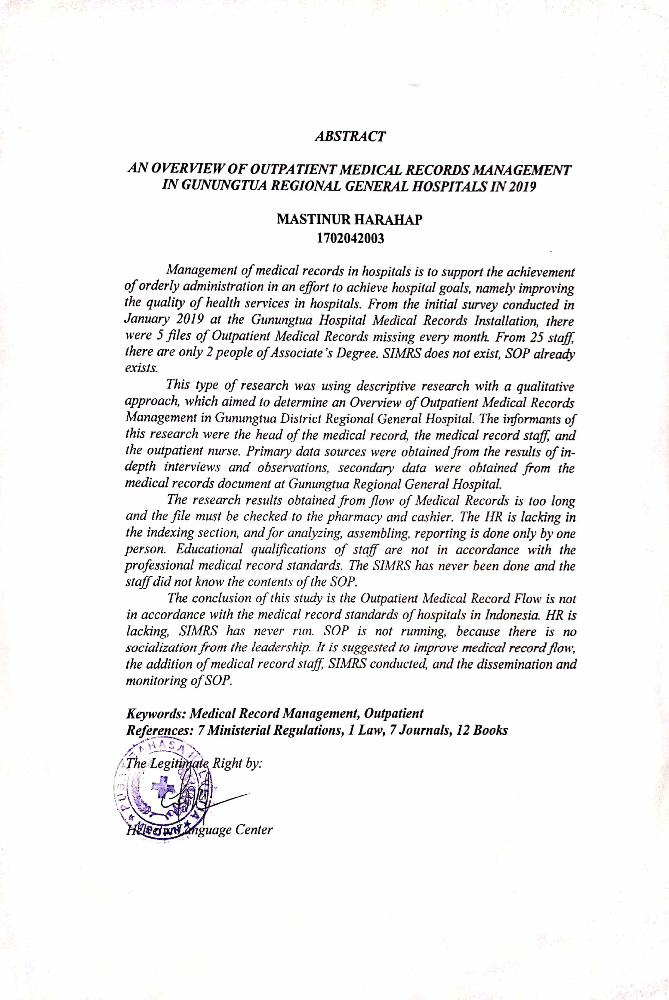 ABSTRACT
AN OVERVIEW OF OUTPATIENT MEDICAL RECORDS MANAGEMENT
IN GUNUNGTUA REGIONAL GENERAL HOSPITALS IN 2019
MASTINUR HARAHAP
1702042003
Management of medical records in hospitals is to support the achievement
of orderly administration in an effort to achieve hospital goals, namely improving
the quality of health services in hospitals. From the initial survey conducted in
January 2019 at the Gunungtua Hospital Medical Records Installation, there
were 5 files of Outpatient Medical Records missing every month. From 25 staff,
there are only 2 people of Associate's Degree. SIMRS does not exist, SOP already
exists.
This type of research was using descriptive research with a qualitative
approach, which aimed to determine an Overview of Outpatient Medical Records
Management in Gunungtua District Regional General Hospital. The informants of
this research were the head of the medical record, the medical record staff, and
the outpatient nurse. Primary data sources were obtained from the results of in-
depth interviews and observations, secondary data were obtained from the
medical records document at Gunungtua Regional General Hospital.
The research results obtained from flow of Medical Records is too long
and the file must be checked to the pharmacy and cashier. The HR is lacking in
the indexing section, and for analyzing, assembling, reporting is done only by one
person. Educational qualifications of staff are not in accordance with the
professional medical record standards. The SIMRS has never been done and the
staff did not know the contents of the SOP.
The conclusion of this study is the Outpatient Medical Record Flow is not
in accordance with the medical record standards of hospitals in Indonesia. HR is
lacking, SIMRS has never run. SOP is not running, because there is no
socialization from the leadership. It is suggested to improve medical record flow,
the addition of medical record staff, SIMRS conducted, and the dissemination and
monitoring of SOP.
Keywords: Medical Record Management, Outpatient
References: 7 Ministerial Regulations, 1 Law, 7 Journals, 12 Books
The Legitimate Right by:
BAHASA HELVETIA
MEDAN
Helvetia Language Center